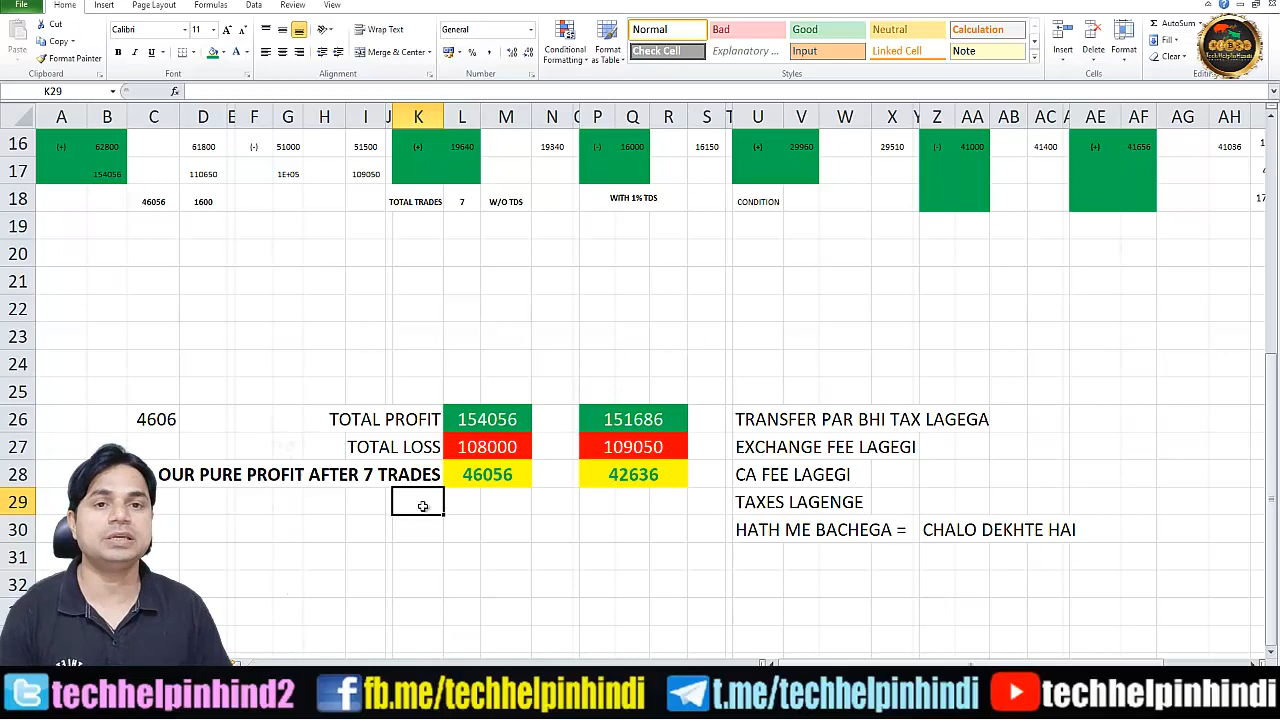 File Home Insert Page Layout Formulas Data Review View
Cut
Copy
Format Painter
Paste
Clipboard
Calibri 11
B I U
Font
Wrap Text
Merge & Center
Alignment
General
Number
Conditional Formatting
Format as Table
Normal Bad Good Neutral Calculation
Check Cell Explanatory ... Input Linked Cell Note
Styles
Insert Delete Format
Cells
AutoSum
Fill
Clear
K29 fx
A B C D E F G H I J K L M N P Q R S T U V W X Y Z AA AB AC AE AF AG AH
16 (+) 62800 61800 (-) 51000 51500 (+) 19640 19340 (-) 16000 16150 (+) 29960 29510 (-) 41000 41400 (+) 41656 41036
17 154056 110650 1E+05 109050
18 46056 1600 TOTAL TRADES 7 W/O TDS WITH 1% TDS CONDITION
19
20
21
22
23
24
25
26 4606 TOTAL PROFIT 154056 151686 TRANSFER PAR BHI TAX LAGEGA
27 TOTAL LOSS 108000 109050 EXCHANGE FEE LAGEGI
28 OUR PURE PROFIT AFTER 7 TRADES 46056 42636 CA FEE LAGEGI
29 TAXES LAGENGE
30 HATH ME BACHEGA = CHALO DEKHTE HAI
31
32
techhelpinhind2 fb.me/techhelpinhindi t.me/techhelpinhindi techhelpinhindi